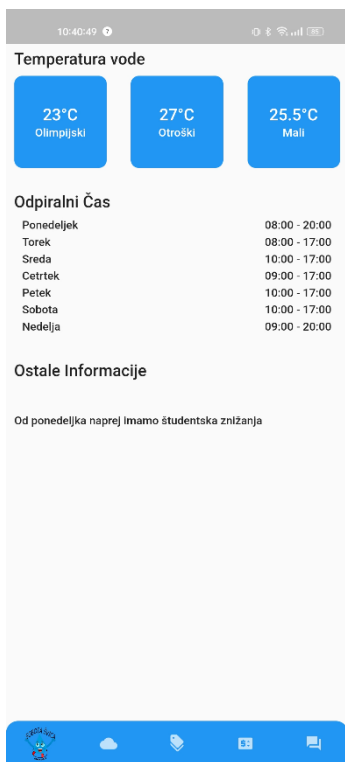 10:40:49
Temperatura vode
23°C 27°C 25.5°C
Olimpijski Otroški Mali
Odpiralni Čas
Ponedeljek 08:00 - 20:00
Torek 08:00 - 17:00
Sreda 10:00 - 17:00
Cetrtek 09:00 - 17:00
Petek 10:00 - 17:00
Sobota 10:00 - 17:00
Nedelja 09:00 - 20:00
Ostale Informacije
Od ponedeljka naprej imamo študentska znižanja